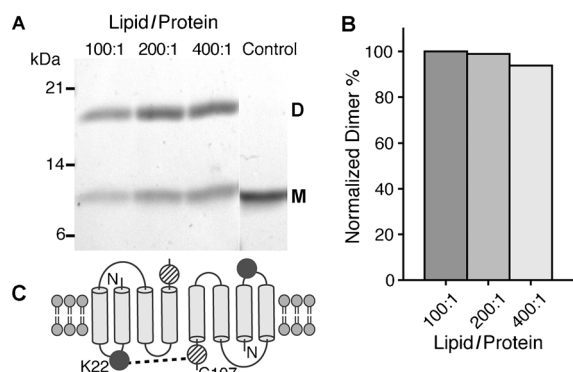 A
Lipid/Protein
100:1 200:1 400:1 Control
kDa
21
14
6
D
M
B
Normalized Dimer %
100
80
60
40
20
0
100:1 200:1 400:1
Lipid/Protein
C
N
N
K22